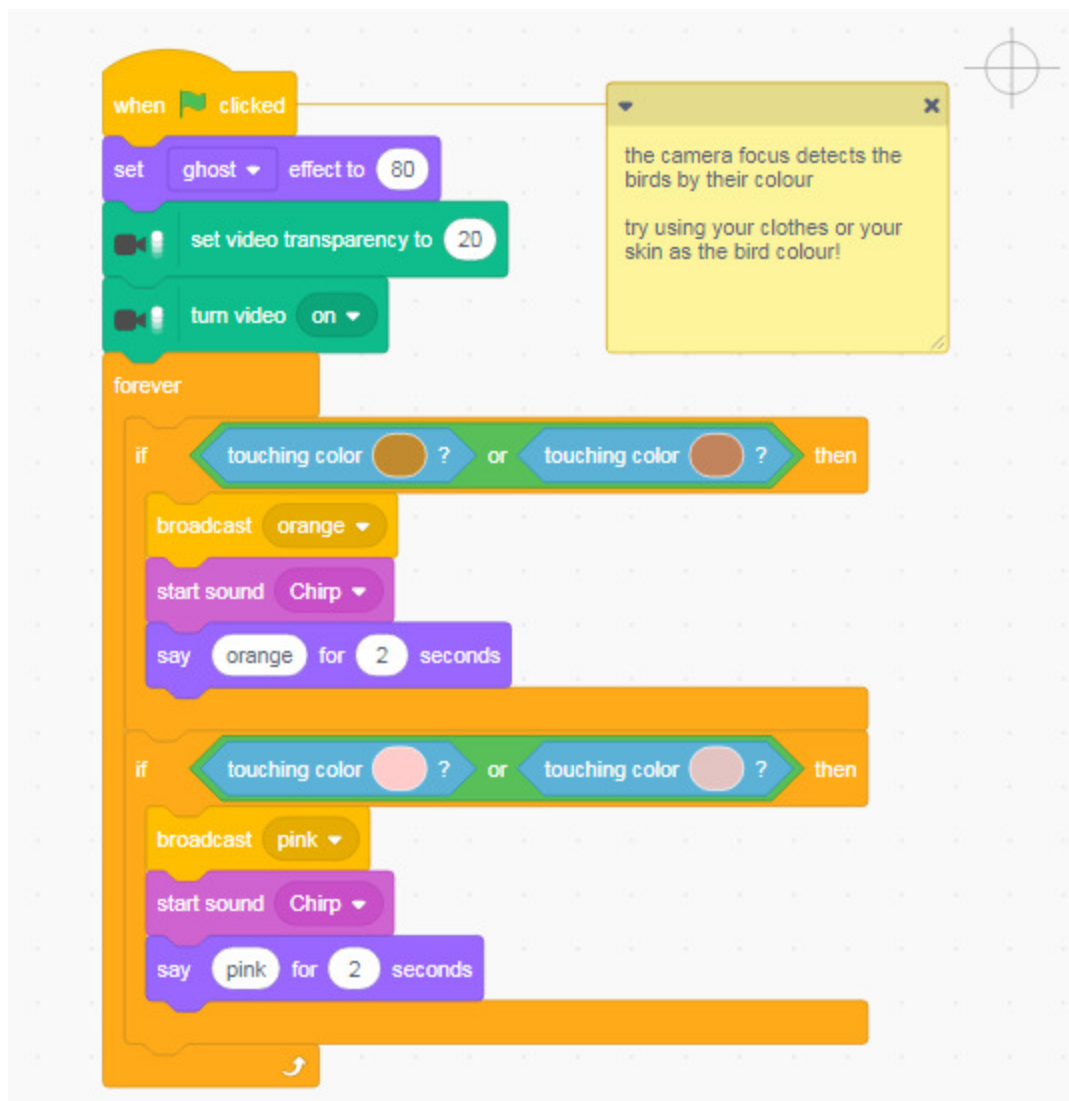 when clicked
set ghost effect to 80
set video transparency to 20
turn video on
the camera focus detects the
birds by their colour
try using your clothes or your
skin as the bird colour!
forever
if touching color ? or touching color ? then
broadcast orange
start sound Chirp
say orange for 2 seconds
if touching color ? or touching color ? then
broadcast pink
start sound Chirp
say pink for 2 seconds